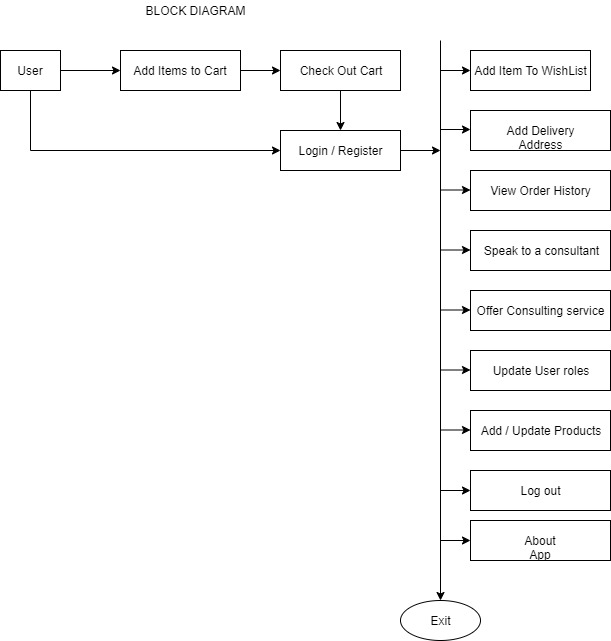 BLOCK DIAGRAM
User
Add Items to Cart
Check Out Cart
Add Item To WishList
Add Delivery
Address
Login / Register
View Order History
Speak to a consultant
Offer Consulting service
Update User roles
Add / Update Products
Log out
About
App
Exit